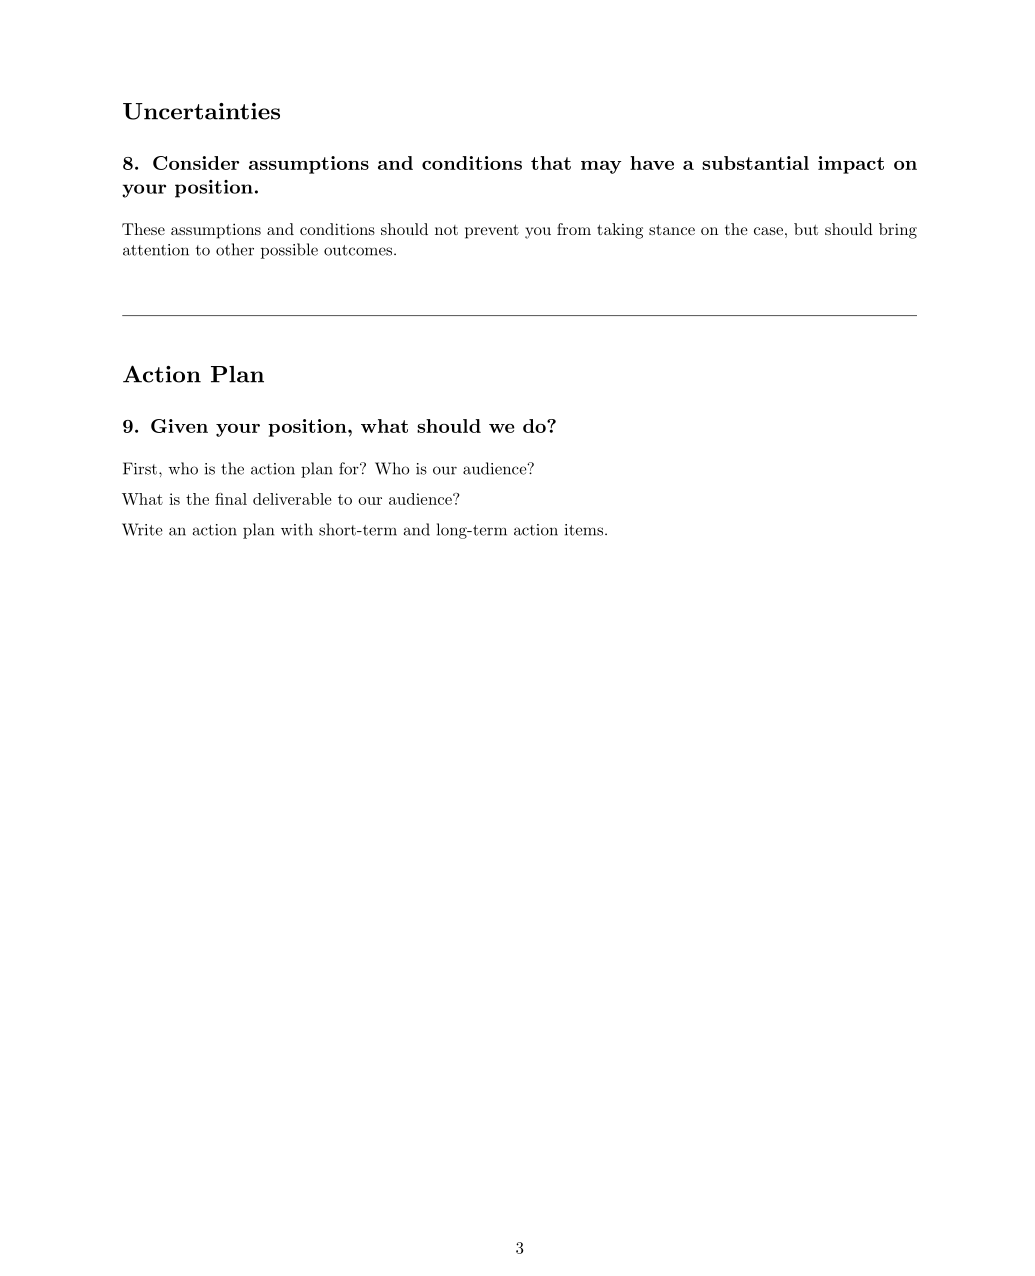 Uncertainties
8. Consider assumptions and conditions that may have a substantial impact on
your position.
These assumptions and conditions should not prevent you from taking stance on the case, but should bring
attention to other possible outcomes.
Action Plan
9. Given your position, what should we do?
First, who is the action plan for? Who is our audience?
What is the final deliverable to our audience?
Write an action plan with short-term and long-term action items.
3